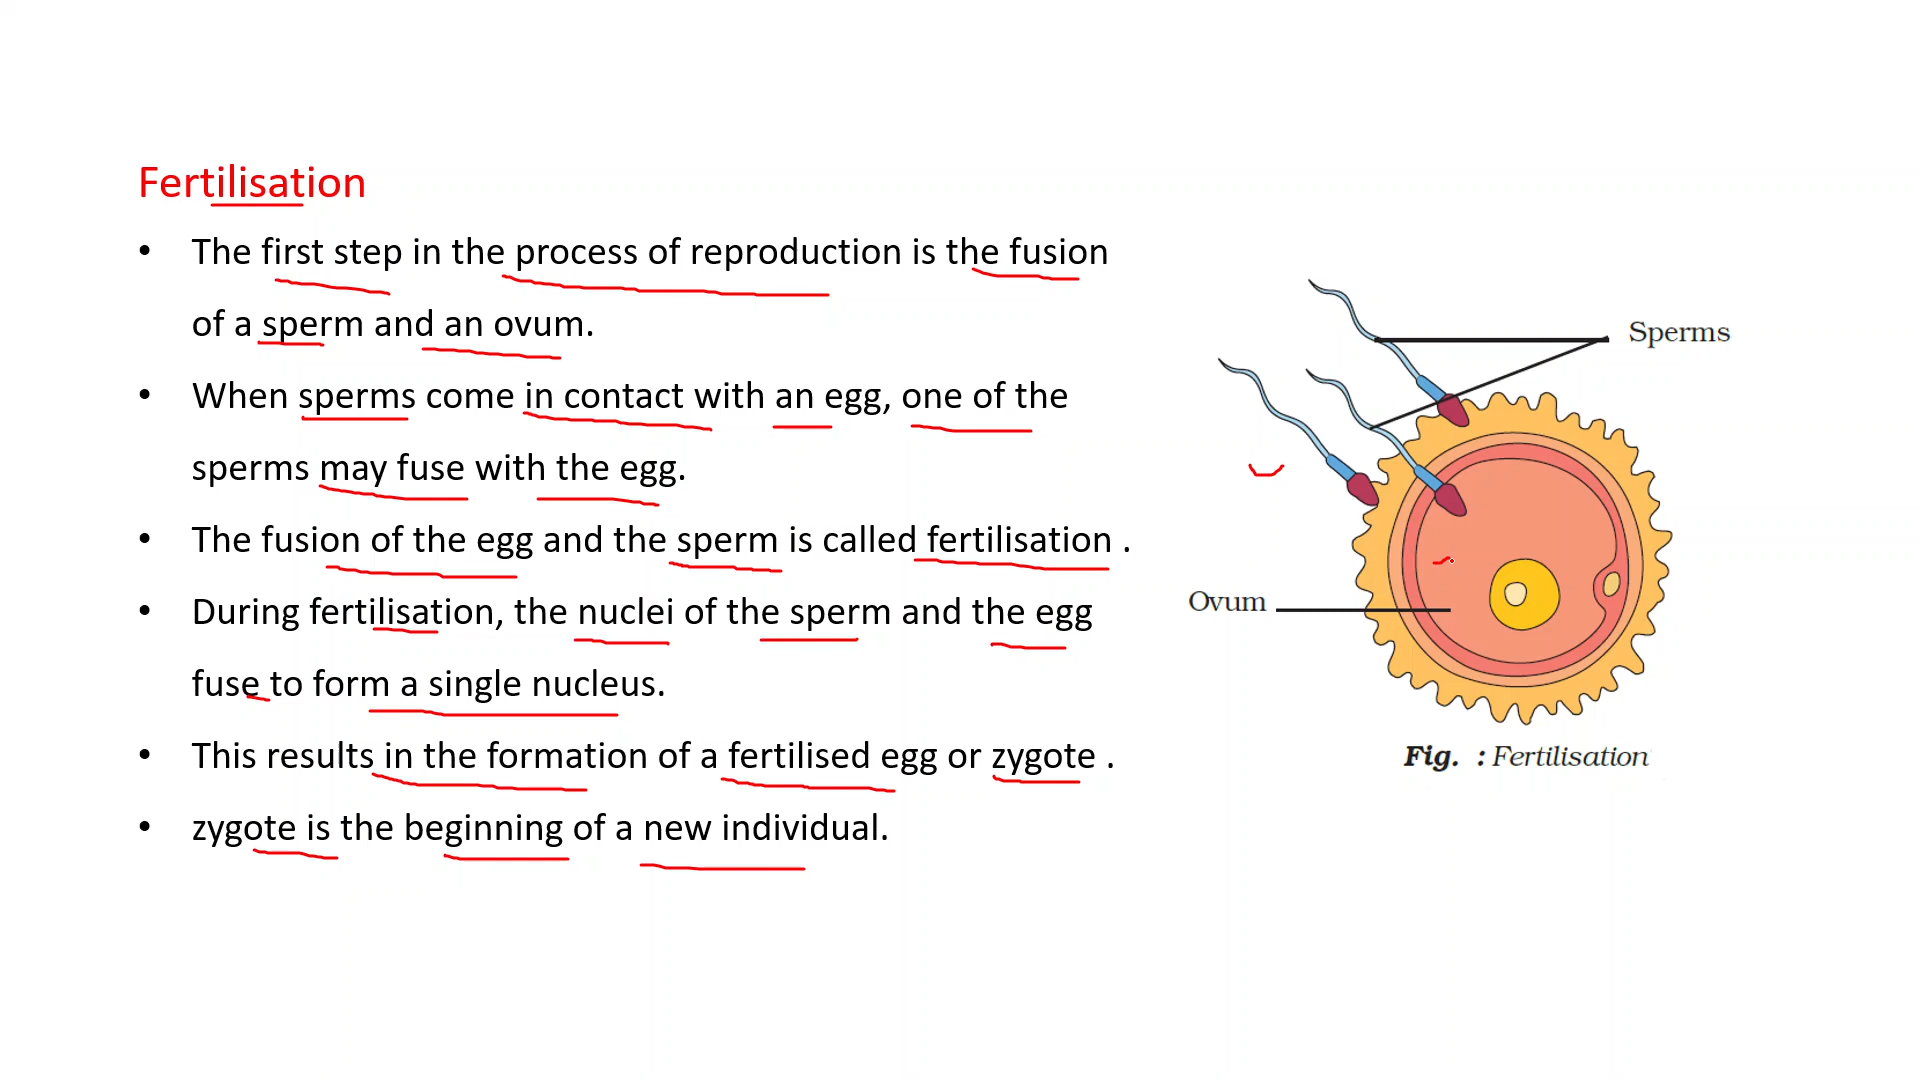 Fertilisation
• The first step in the process of reproduction is the fusion
of a sperm and an ovum.
• When sperms come in contact with an egg, one of the
sperms may fuse with the egg.
• The fusion of the egg and the sperm is called fertilisation .
• During fertilisation, the nuclei of the sperm and the egg
fuse to form a single nucleus.
• This results in the formation of a fertilised egg or zygote .
• zygote is the beginning of a new individual.
Sperms
Ovum
Fig. : Fertilisation